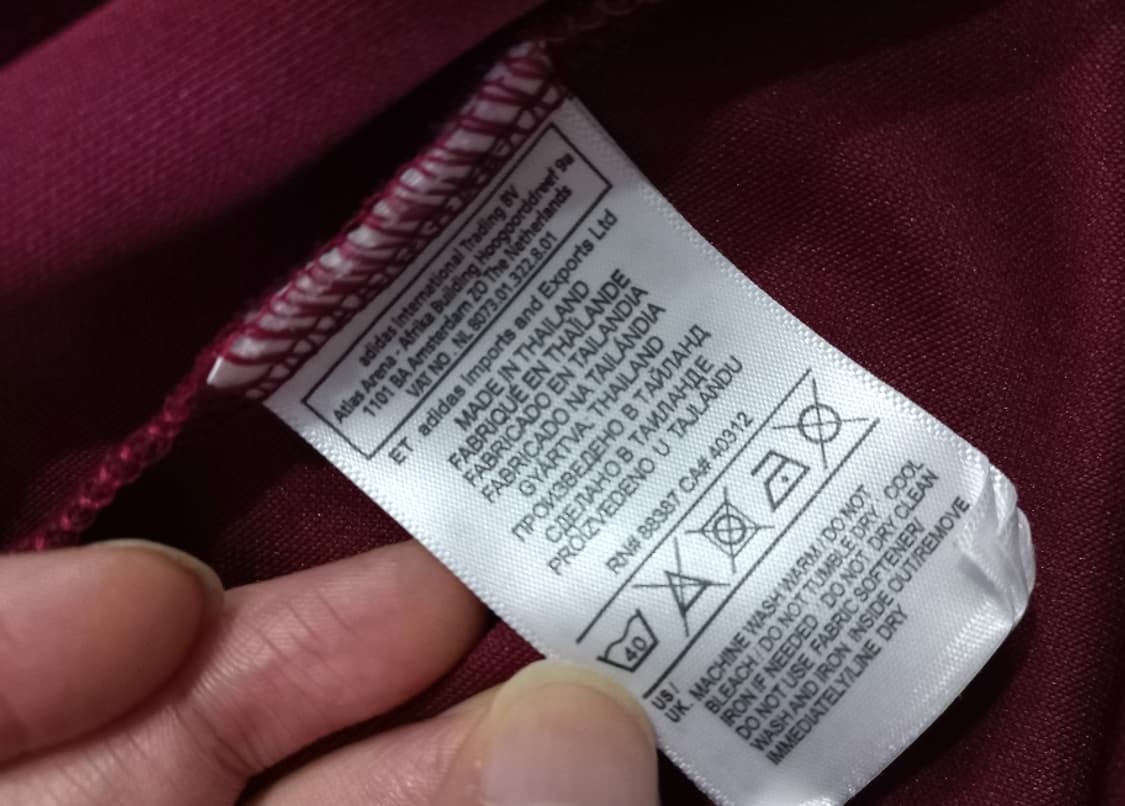 adidas International Trading BV
Atlas Arena - Afrika Building Hoogoorddreef 9a
1101 BA Amsterdam ZO The Netherlands
VAT NO . NL 8073.01.322.B.01
ET adidas Imports and Exports Ltd
MADE IN THAILAND
FABRIQUÉ EN THAÏLANDE
FABRICADO EN TAILANDIA
FABRICADO NA TAILÂNDIA
GYÁRTVA: THAILAND
ПРОИЗВЕДЕНО В ТАЙЛАНД
СДЕЛАНО В ТАИЛАНДЕ
PROIZVEDENO U TAJLANDU
RN# 88387 CA# 40312
40
US /
UK.
MACHINE WASH WARM / DO NOT
BLEACH / DO NOT TUMBLE DRY / COOL
IRON IF NEEDED / DO NOT DRY CLEAN
DO NOT USE FABRIC SOFTENER/
WASH AND IRON INSIDE OUT/REMOVE
IMMEDIATELY/LINE DRY